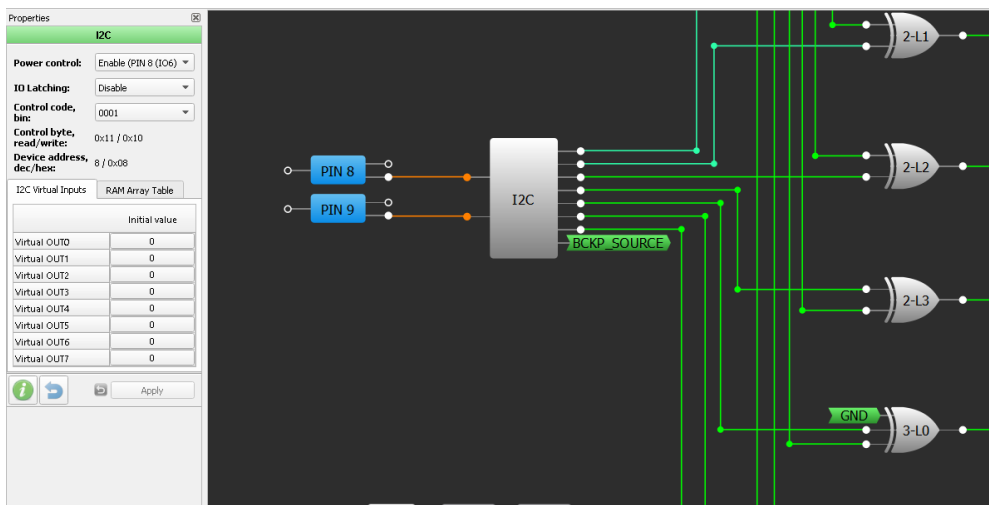 Properties
I2C
Power control: Enable (PIN 8 (IO6)
IO Latching: Disable
Control code, bin: 0001
Control byte, read/write: 0x11 / 0x10
Device address, dec/hex: 8 / 0x08
I2C Virtual Inputs RAM Array Table
Initial value
Virtual OUT0 0
Virtual OUT1 0
Virtual OUT2 0
Virtual OUT3 0
Virtual OUT4 0
Virtual OUT5 0
Virtual OUT6 0
Virtual OUT7 0
Apply
PIN 8
PIN 9
I2C
BCKP_SOURCE
2-L1
2-L2
2-L3
GND
3-L0